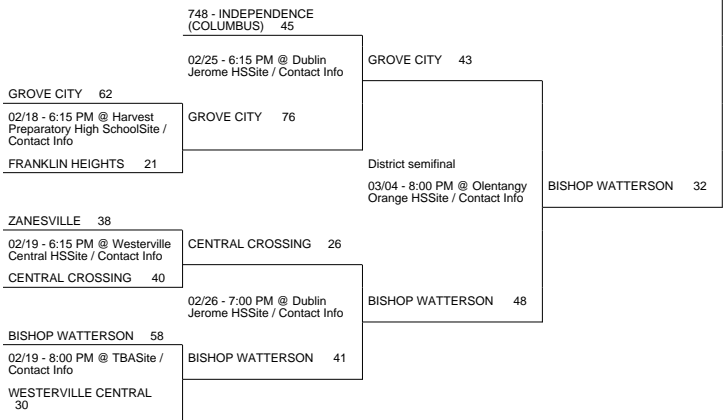 748 - INDEPENDENCE
(COLUMBUS) 45
02/25 - 6:15 PM @ Dublin
Jerome HSSite / Contact Info
GROVE CITY 43
GROVE CITY 62
02/18 - 6:15 PM @ Harvest
Preparatory High SchoolSite /
Contact Info
GROVE CITY 76
FRANKLIN HEIGHTS 21
District semifinal
03/04 - 8:00 PM @ Olentangy
Orange HSSite / Contact Info
BISHOP WATTERSON 32
ZANESVILLE 38
02/19 - 6:15 PM @ Westerville
Central HSSite / Contact Info
CENTRAL CROSSING 26
CENTRAL CROSSING 40
02/26 - 7:00 PM @ Dublin
Jerome HSSite / Contact Info
BISHOP WATTERSON 48
BISHOP WATTERSON 58
02/19 - 8:00 PM @ TBASite /
Contact Info
BISHOP WATTERSON 41
WESTERVILLE CENTRAL
30